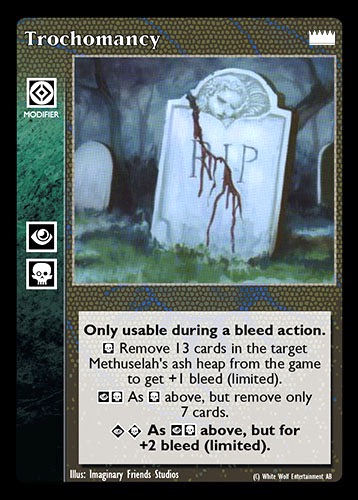 Trochomancy
MODIFIER
RIP
Only usable during a bleed action.
Remove 13 cards in the target
Methuselah's ash heap from the game
to get +1 bleed (limited).
As above, but remove only
7 cards.
As above, but for
+2 bleed (limited).
Illus: Imaginary Friends Studios
(C) White Wolf Entertainment AB